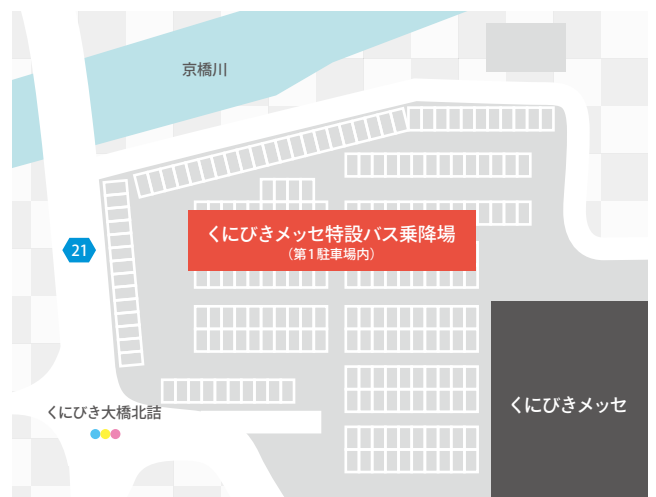 京橋川
くにびきメッセ特設バス乗降場
（第1駐車場内）
21
くにびきメッセ
くにびき大橋北詰